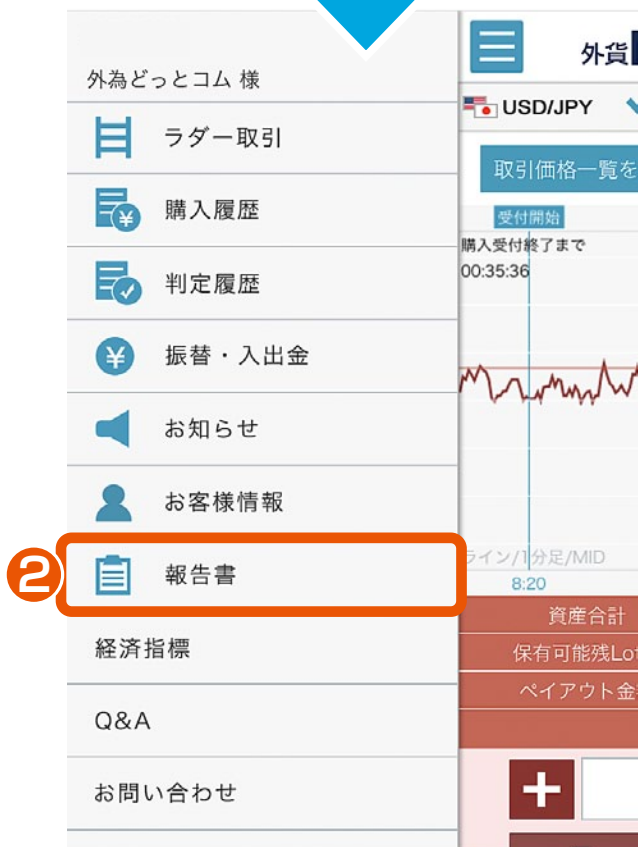 外為どっとコム 様
ラダー取引
購入履歴
判定履歴
振替・入出金
お知らせ
お客様情報
2
報告書
経済指標
Q&A
お問い合わせ
外貨
USD/JPY
取引価格一覧を
受付開始
購入受付終了まで
00:35:36
ライン/1分足/MID
8:20
資産合計
保有可能残Lot
ペイアウト金
+